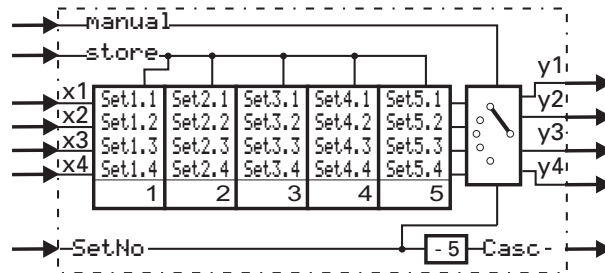 manual
store
x1 Set1.1 Set2.1 Set3.1 Set4.1 Set5.1 y1
x2 Set1.2 Set2.2 Set3.2 Set4.2 Set5.2 y2
x3 Set1.3 Set2.3 Set3.3 Set4.3 Set5.3 y3
x4 Set1.4 Set2.4 Set3.4 Set4.4 Set5.4 y4
1 2 3 4 5
SetNo - 5 Casc-